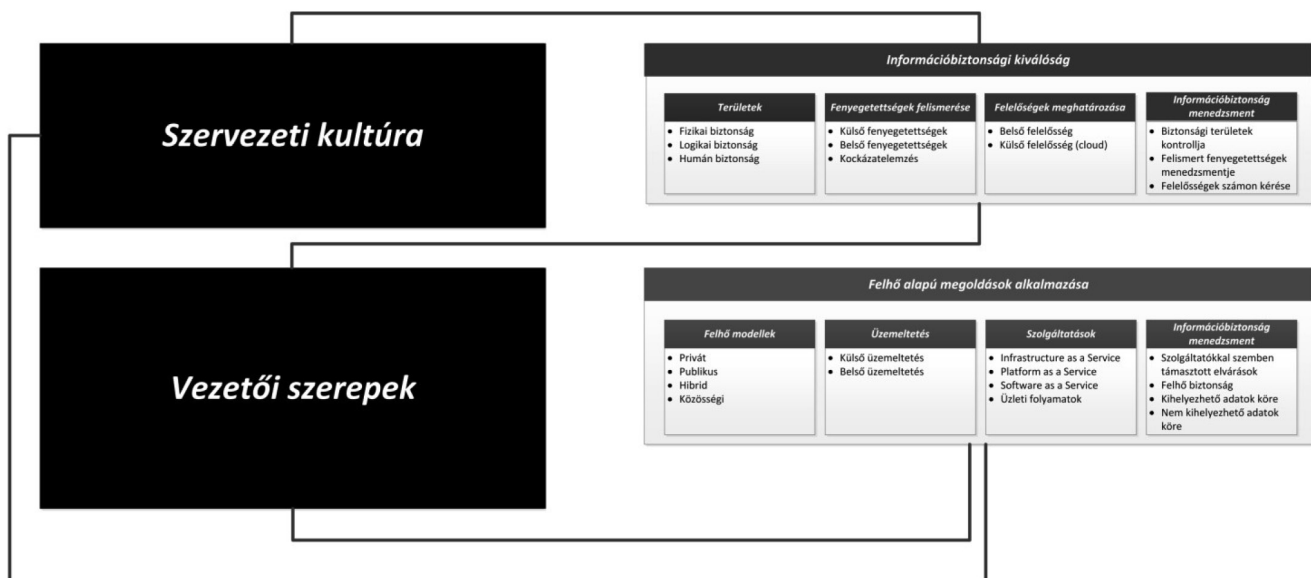 Szervezeti kultúra
Információbiztonsági kiválóság
Területek
• Fizikai biztonság
• Logikai biztonság
• Humán biztonság
Fenyegetettségek felismerése
• Külső fenyegetettségek
• Belső fenyegetettségek
• Kockázatelemzés
Felelőségek meghatározása
• Belső felelősség
• Külső felelősség (cloud)
Információbiztonság
menedzsment
• Biztonsági területek
kontrollja
• Felismert fenyegetettségek
menedzsmentje
• Felelősségek számon kérése
Vezetői szerepek
Felhő alapú megoldások alkalmazása
Felhő modellek
• Privát
• Publikus
• Hibrid
• Közösségi
Üzemeltetés
• Külső üzemeltetés
• Belső üzemeltetés
Szolgáltatások
• Infrastructure as a Service
• Platform as a Service
• Software as a Service
• Üzleti folyamatok
Információbiztonság
menedzsment
• Szolgáltatókkal szemben
támasztott elvárások
• Felhő biztonság
• Kihelyezhető adatok köre
• Nem kihelyezhető adatok
köre